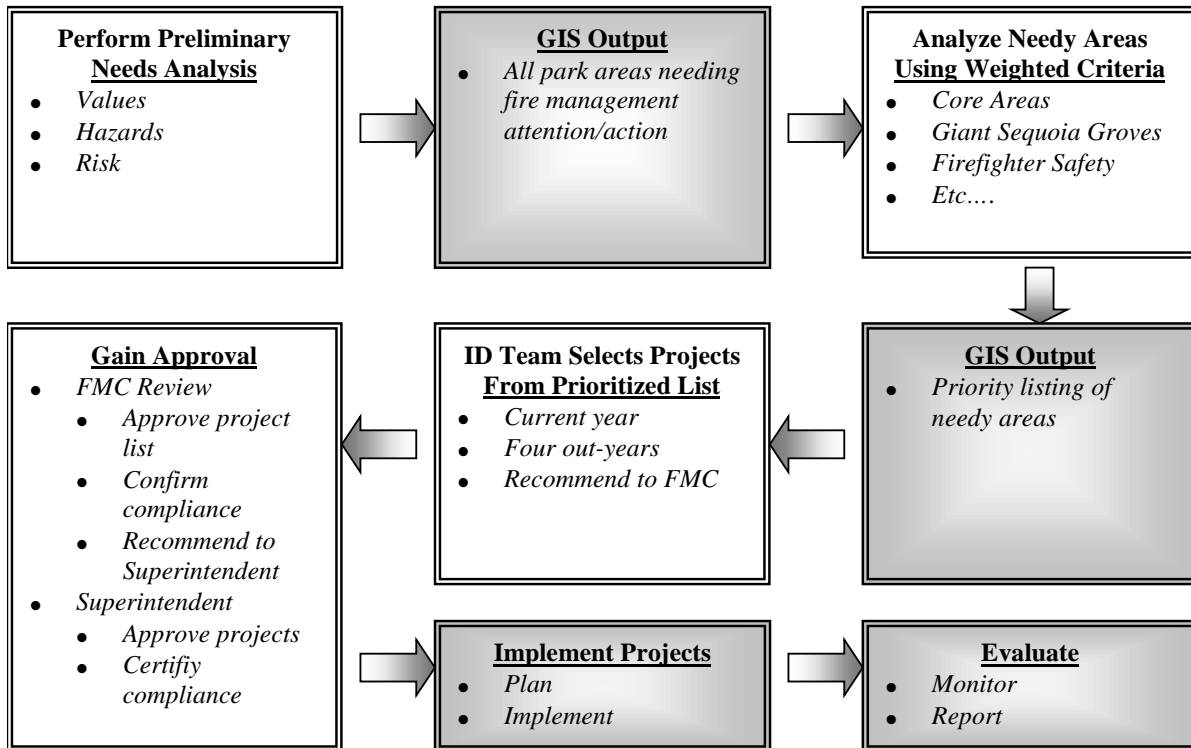 Perform Preliminary
Needs Analysis
● Values
● Hazards
● Risk
GIS Output
● All park areas needing
fire management
attention/action
Analyze Needy Areas
Using Weighted Criteria
● Core Areas
● Giant Sequoia Groves
● Firefighter Safety
● Etc….
GIS Output
● Priority listing of
needy areas
ID Team Selects Projects
From Prioritized List
● Current year
● Four out-years
● Recommend to FMC
Gain Approval
● FMC Review
● Approve project
list
● Confirm
compliance
● Recommend to
Superintendent
● Superintendent
● Approve projects
● Certifiy
compliance
Implement Projects
● Plan
● Implement
Evaluate
● Monitor
● Report